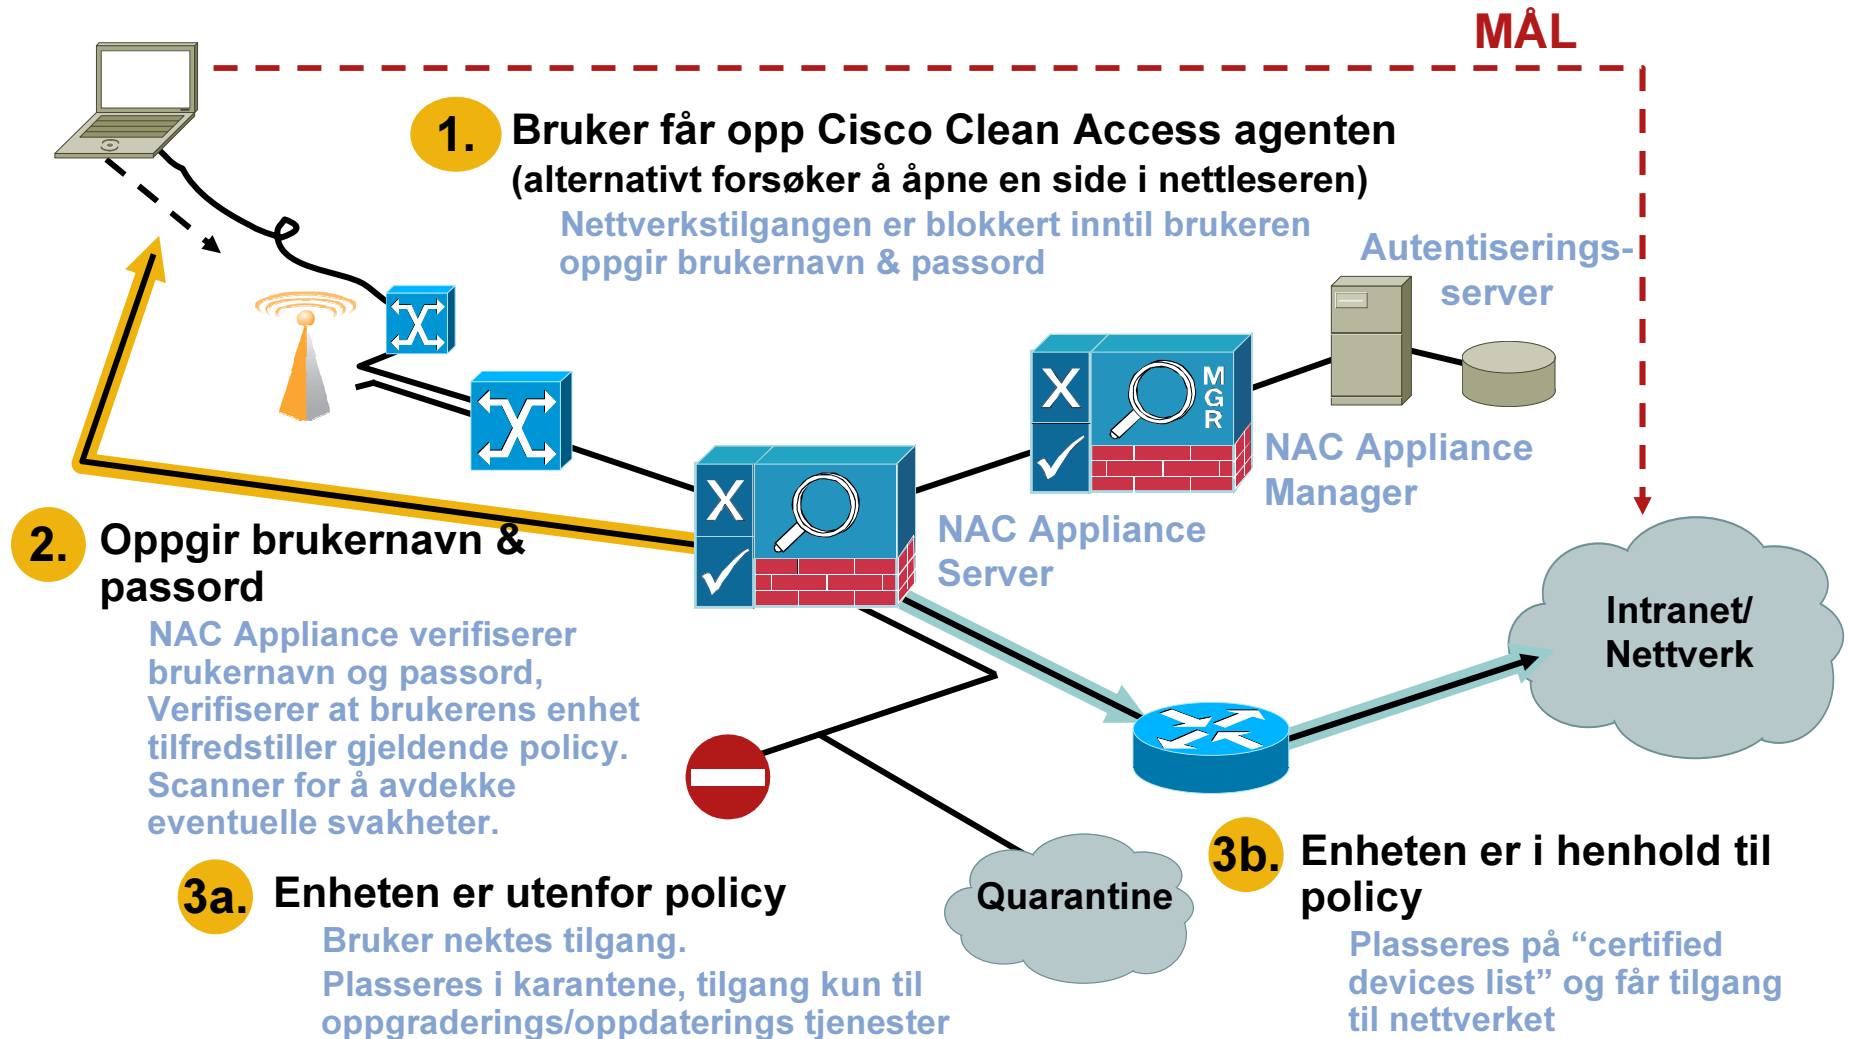 MÅL
1. Bruker får opp Cisco Clean Access agenten
(alternativt forsøker å åpne en side i nettleseren)
Nettverkstilgangen er blokkert inntil brukeren
oppgir brukernavn & passord
Autentiserings-
server
X
MGR
NAC Appliance
Manager
X
NAC Appliance
Server
2. Oppgir brukernavn &
passord
NAC Appliance verifiserer
brukernavn og passord,
Verifiserer at brukerens enhet
tilfredstiller gjeldende policy.
Scanner for å avdekke
eventuelle svakheter.
Intranet/
Nettverk
3a. Enheten er utenfor policy
Bruker nektes tilgang.
Plasseres i karantene, tilgang kun til
oppgraderings/oppdaterings tjenester
Quarantine
3b. Enheten er i henhold til
policy
Plasseres på “certified
devices list” og får tilgang
til nettverket